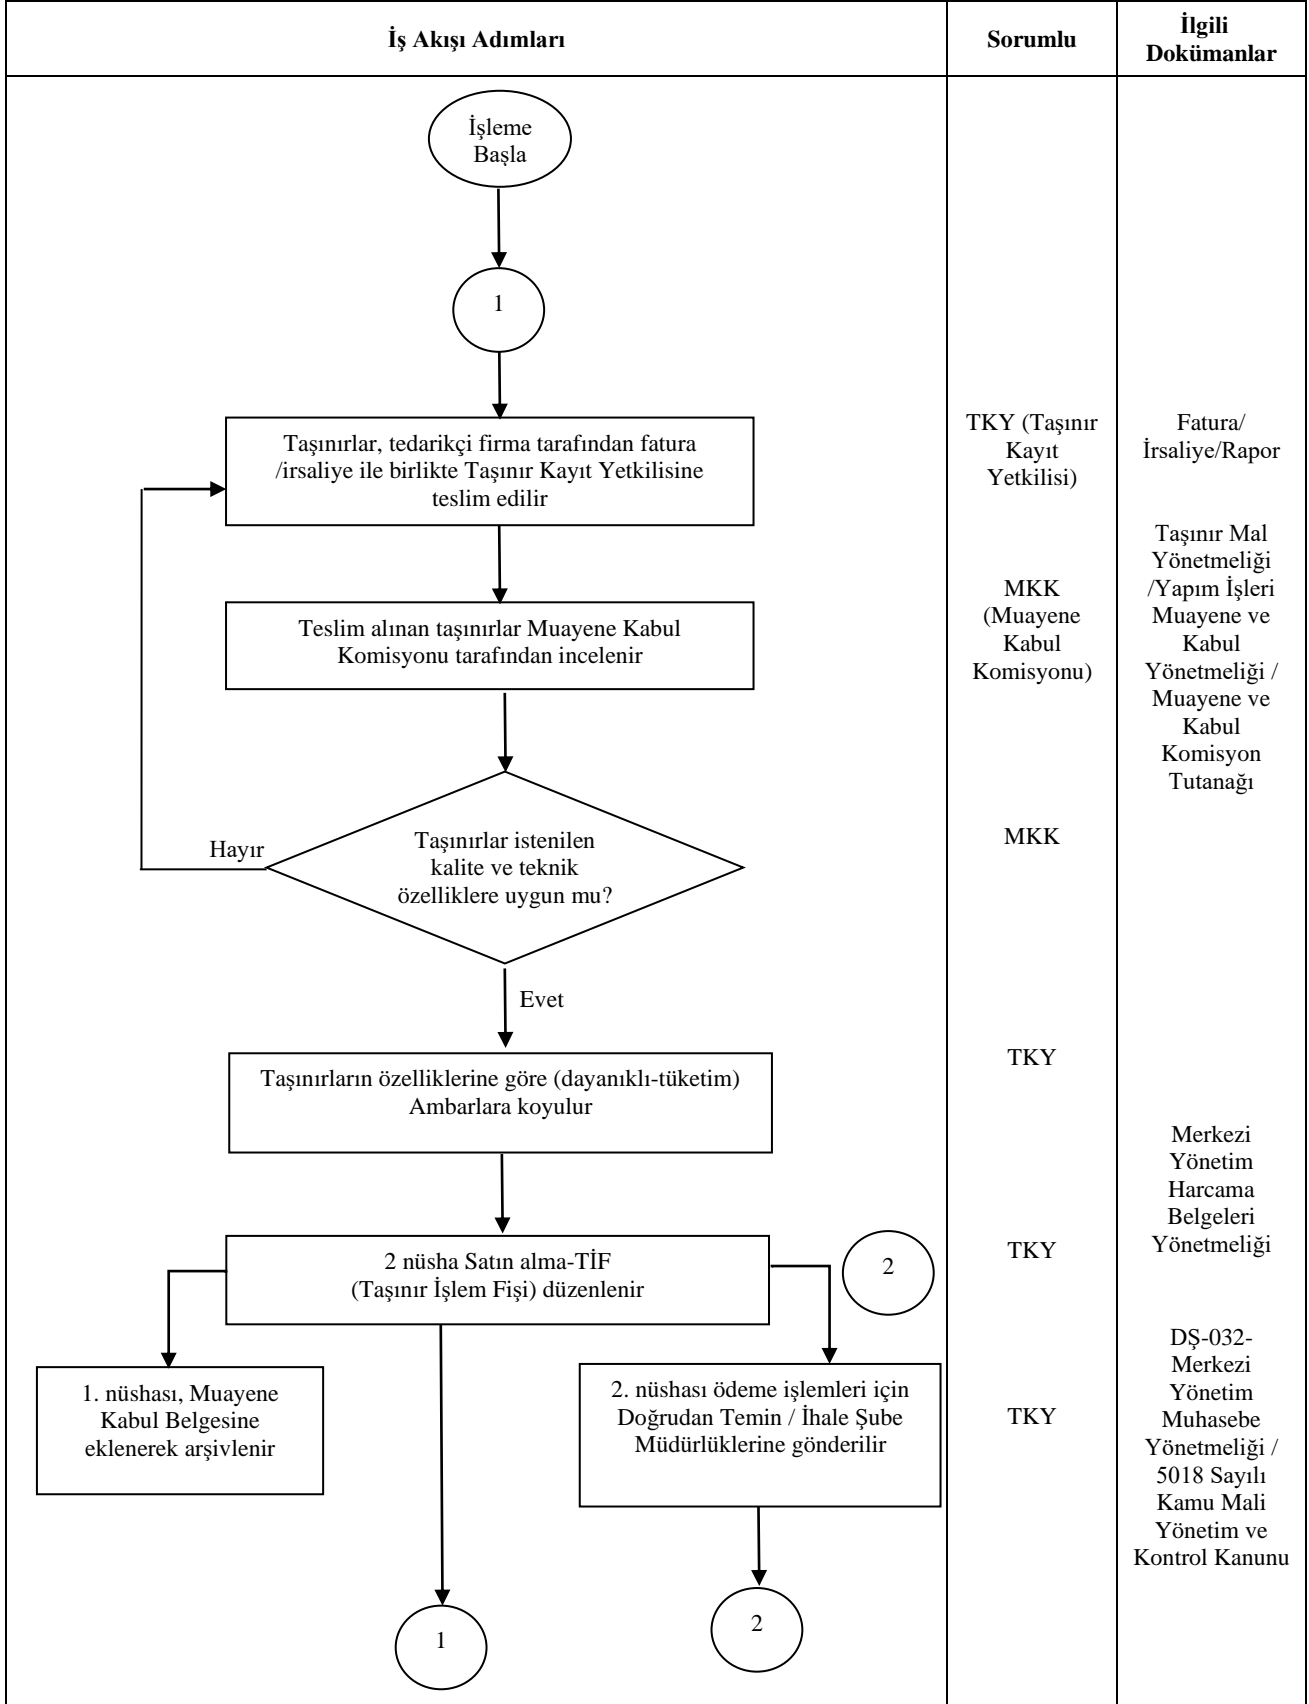 İş Akışı Adımları
Sorumlu
İlgili
Dokümanlar
İşleme
Başla
1
Taşınırlar, tedarikçi firma tarafından fatura
/irsaliye ile birlikte Taşınır Kayıt Yetkilisine
teslim edilir
TKY (Taşınır
Kayıt
Yetkilisi)
Fatura/
İrsaliye/Rapor
Teslim alınan taşınırlar Muayene Kabul
Komisyonu tarafından incelenir
MKK
(Muayene
Kabul
Komisyonu)
Taşınır Mal
Yönetmeliği
/Yapım İşleri
Muayene ve
Kabul
Yönetmeliği /
Muayene ve
Kabul
Komisyon
Tutanağı
Hayır
Taşınırlar istenilen
kalite ve teknik
özelliklere uygun mu?
MKK
Evet
Taşınırların özelliklerine göre (dayanıklı-tüketim)
Ambarlara koyulur
TKY
Merkezi
Yönetim
Harcama
Belgeleri
Yönetmeliği
2 nüsha Satın alma-TİF
(Taşınır İşlem Fişi) düzenlenir
2
TKY
1. nüshası, Muayene
Kabul Belgesine
eklenerek arşivlenir
2. nüshası ödeme işlemleri için
Doğrudan Temin / İhale Şube
Müdürlüklerine gönderilir
TKY
DŞ-032-
Merkezi
Yönetim
Muhasebe
Yönetmeliği /
5018 Sayılı
Kamu Mali
Yönetim ve
Kontrol Kanunu
1
2